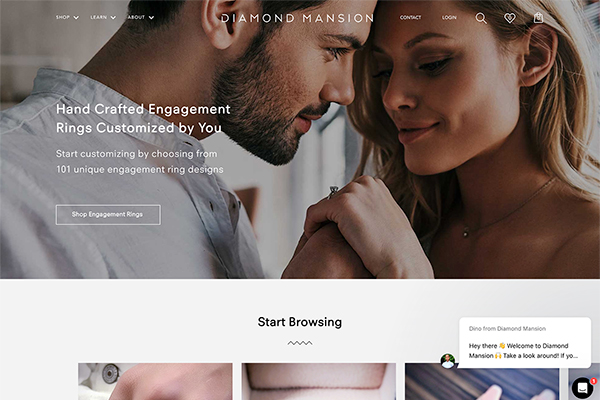 SHOP LEARN ABOUT DIAMOND MANSION CONTACT LOGIN
Hand Crafted Engagement
Rings Customized by You
Start customizing by choosing from
101 unique engagement ring designs
Shop Engagement Rings
Start Browsing
Dino from Diamond Mansion
Hey there 👋 Welcome to Diamond
Mansion 🙌 Take a look around! If yo...
1